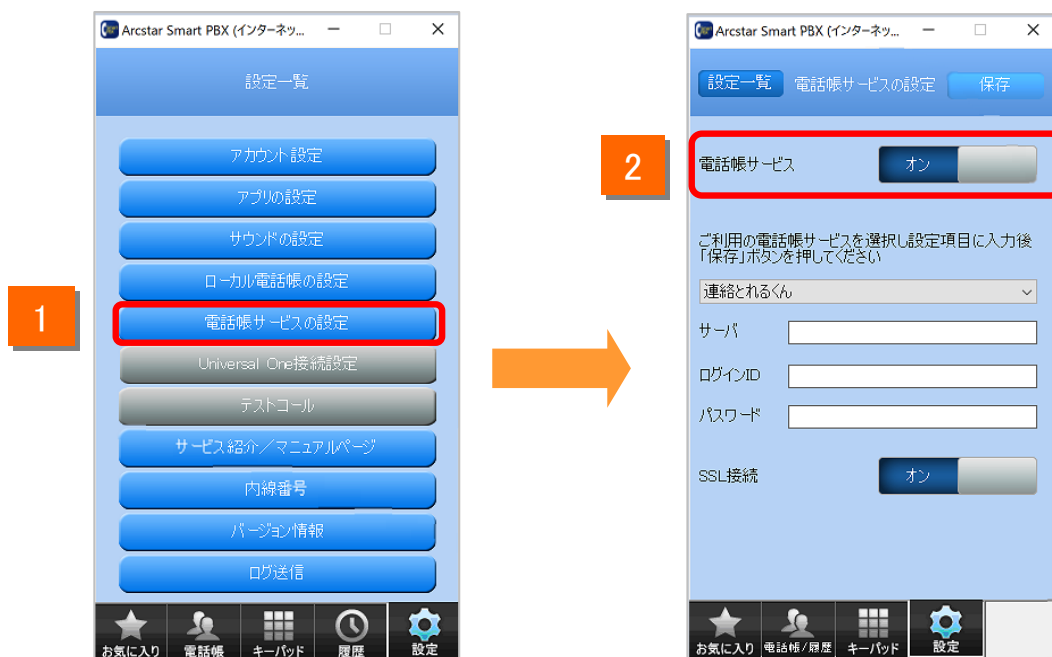 Arcstar Smart PBX (インターネッ...
設定一覧
1
アカウント設定
アプリの設定
サウンドの設定
ローカル電話帳の設定
電話帳サービスの設定
Universal One接続設定
テストコール
サービス紹介／マニュアルページ
内線番号
バージョン情報
ログ送信
お気に入り
電話帳
キーパッド
履歴
設定
Arcstar Smart PBX (インターネッ...
設定一覧 電話帳サービスの設定 保存
2
電話帳サービス オン
ご利用の電話帳サービスを選択し設定項目に入力後
「保存」ボタンを押してください
連絡とれるくん
サーバ
ログインID
パスワード
SSL接続 オン
お気に入り
電話帳/履歴
キーパッド
設定